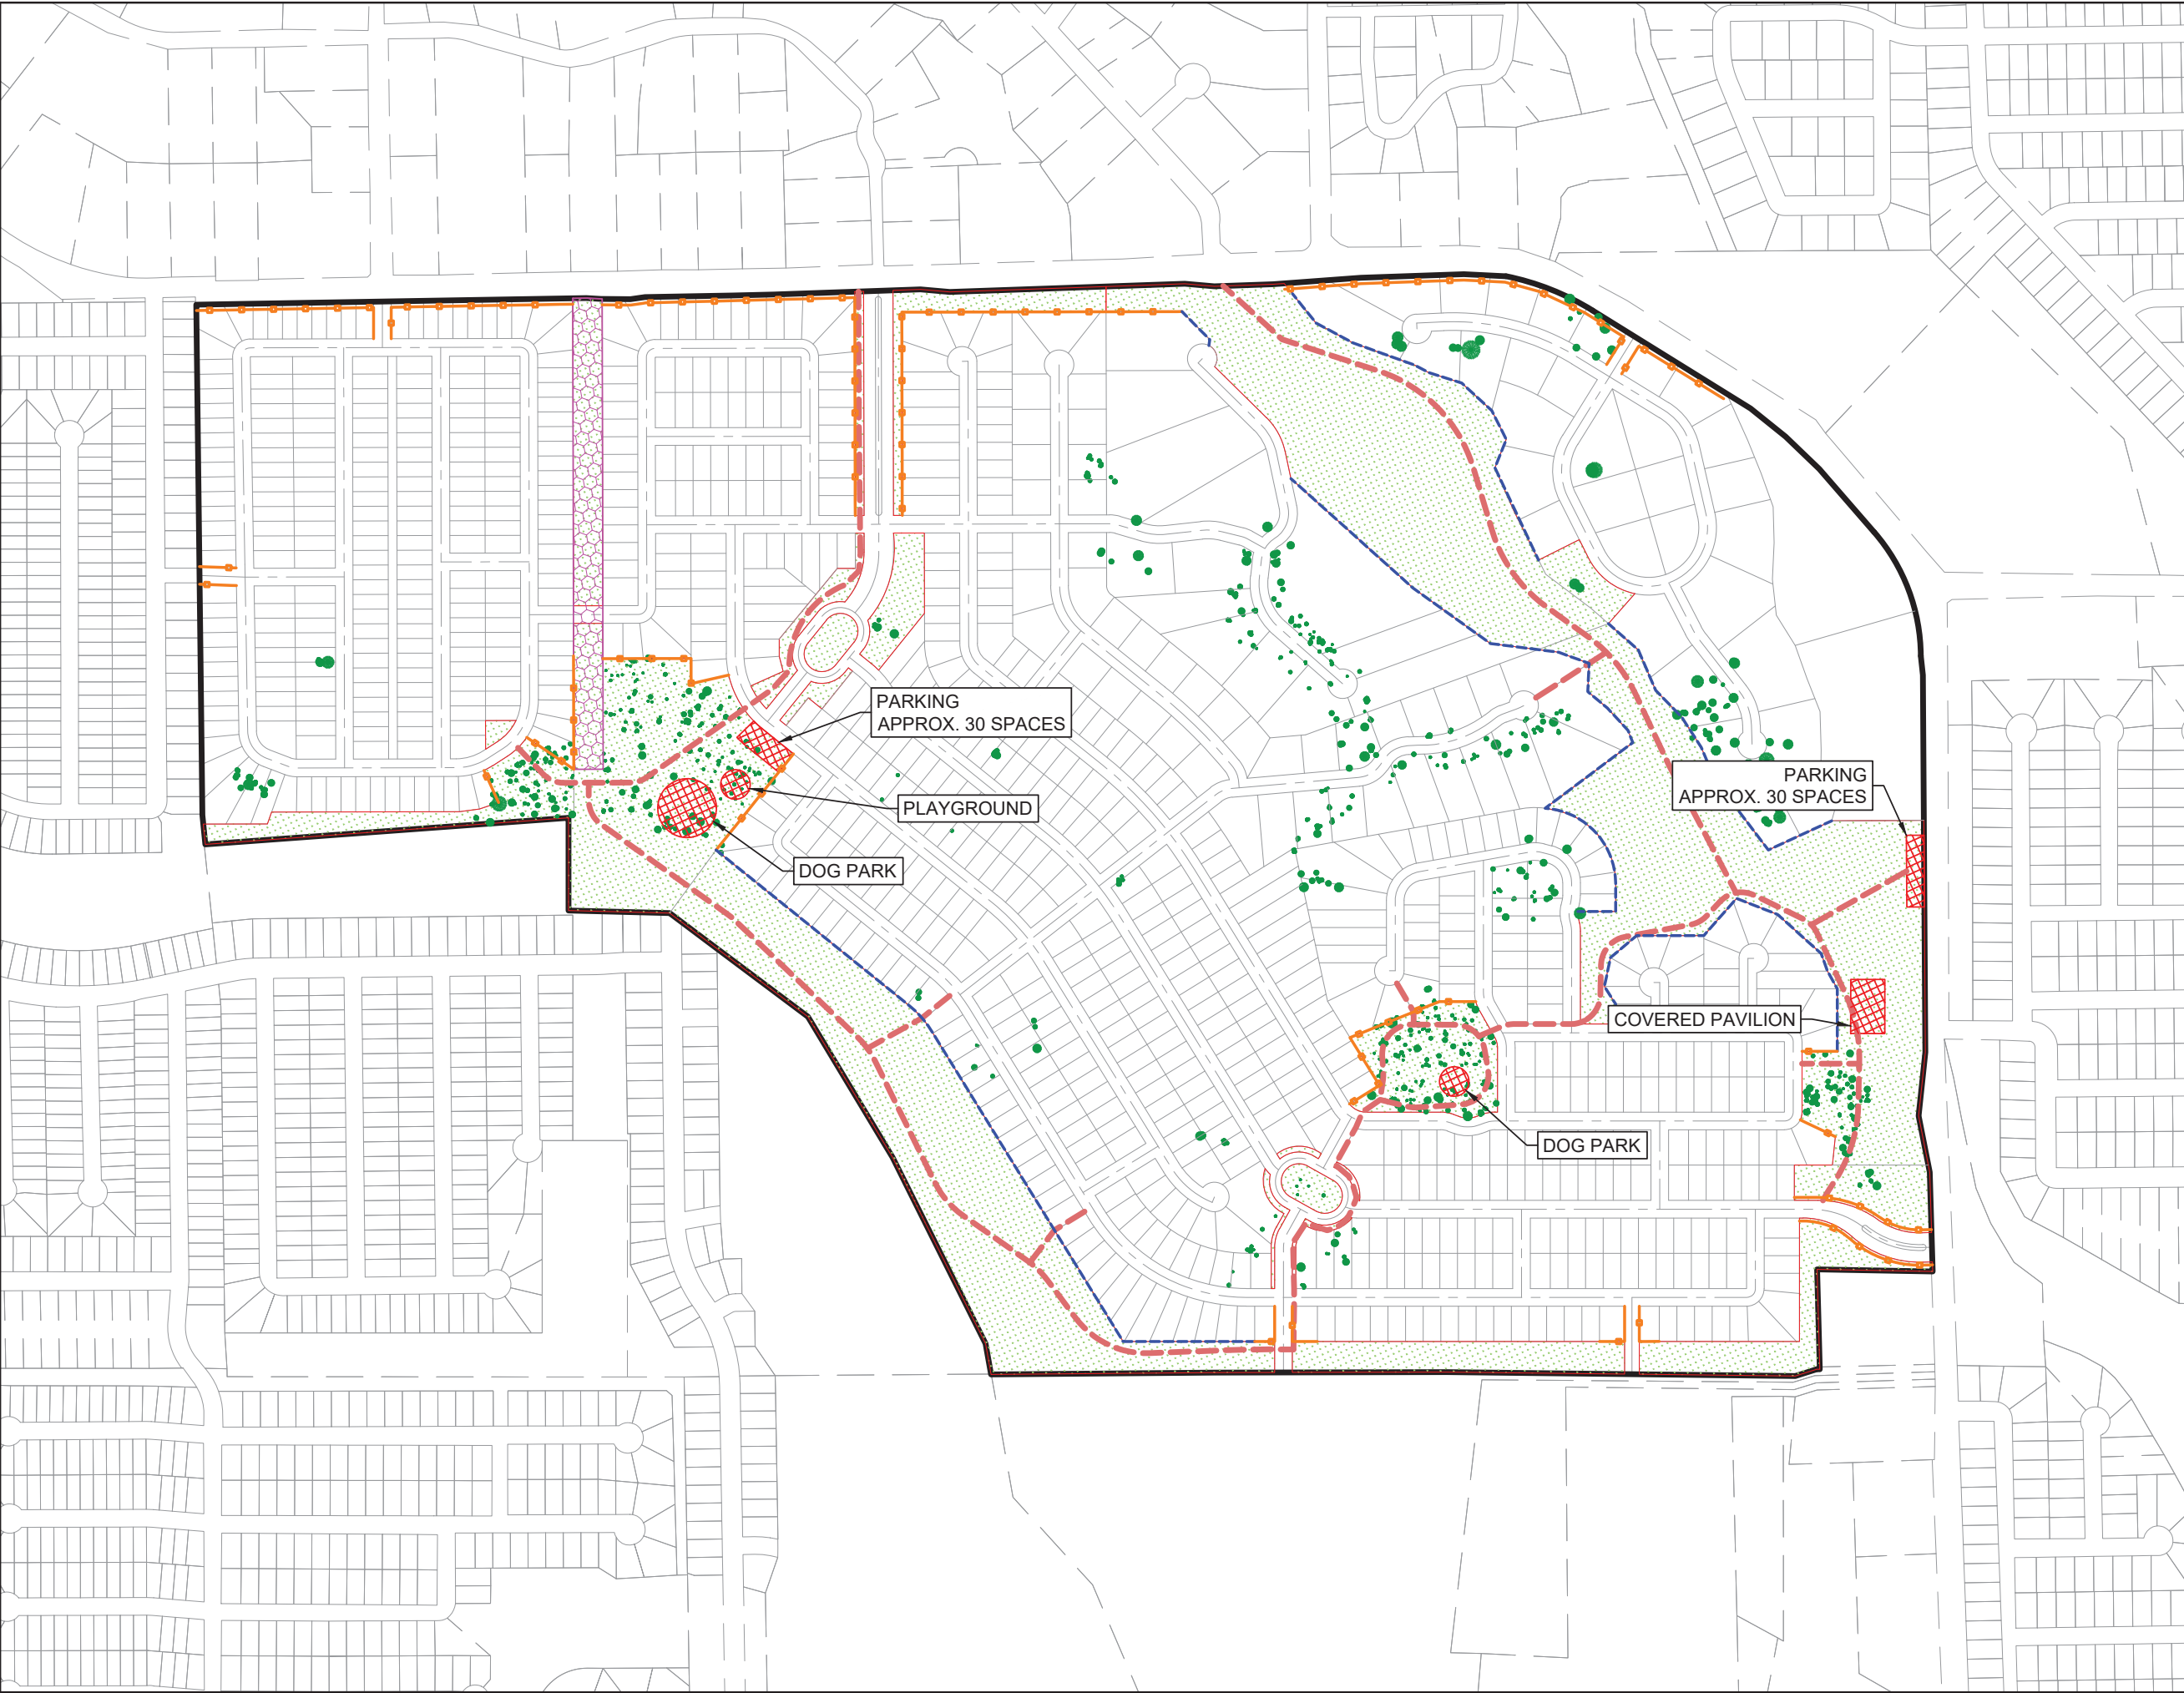 PARKING
APPROX. 30 SPACES
PLAYGROUND
DOG PARK
PARKING
APPROX. 30 SPACES
COVERED PAVILION
DOG PARK